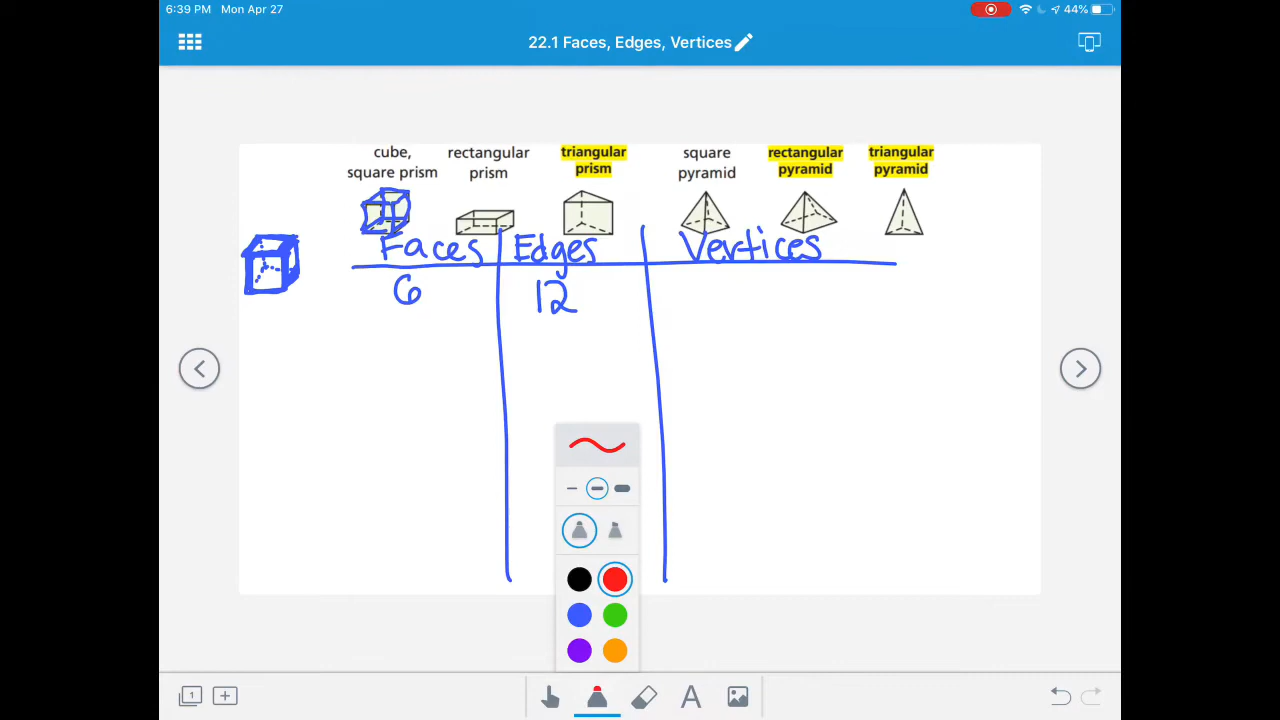 6:39 PM Mon Apr 27
44%
22.1 Faces, Edges, Vertices
cube, square prism
rectangular prism
triangular prism
square pyramid
rectangular pyramid
triangular pyramid
Faces Edges Vertices
6 12
1
A